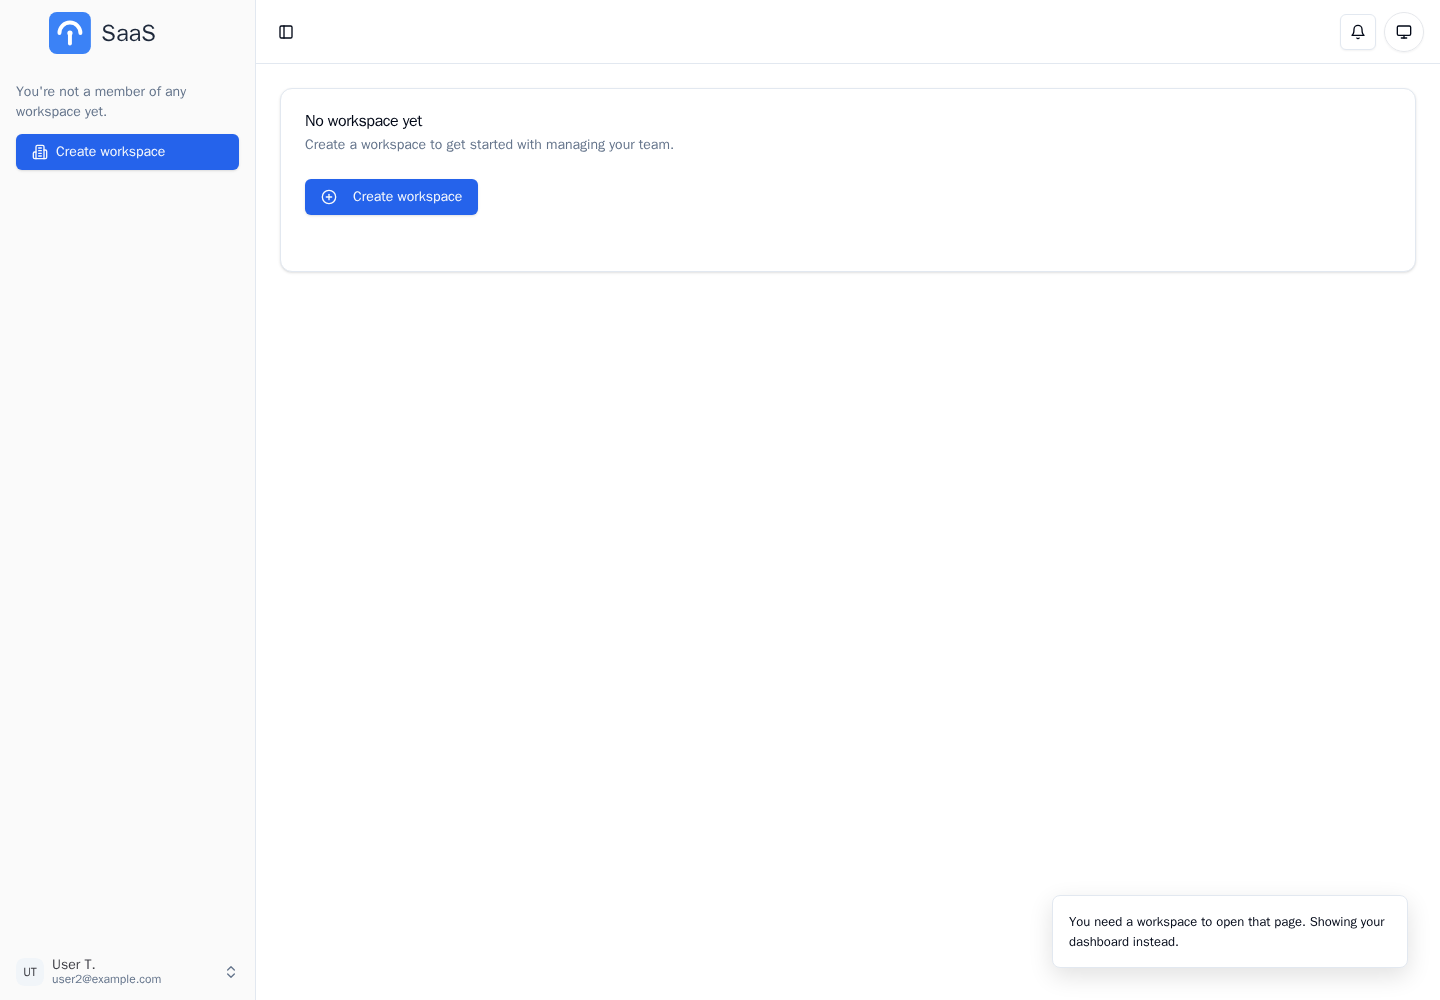 SaaS
You're not a member of any
workspace yet.
Create workspace
No workspace yet
Create a workspace to get started with managing your team.
Create workspace
You need a workspace to open that page. Showing your
dashboard instead.
UT
User T.
user2@example.com